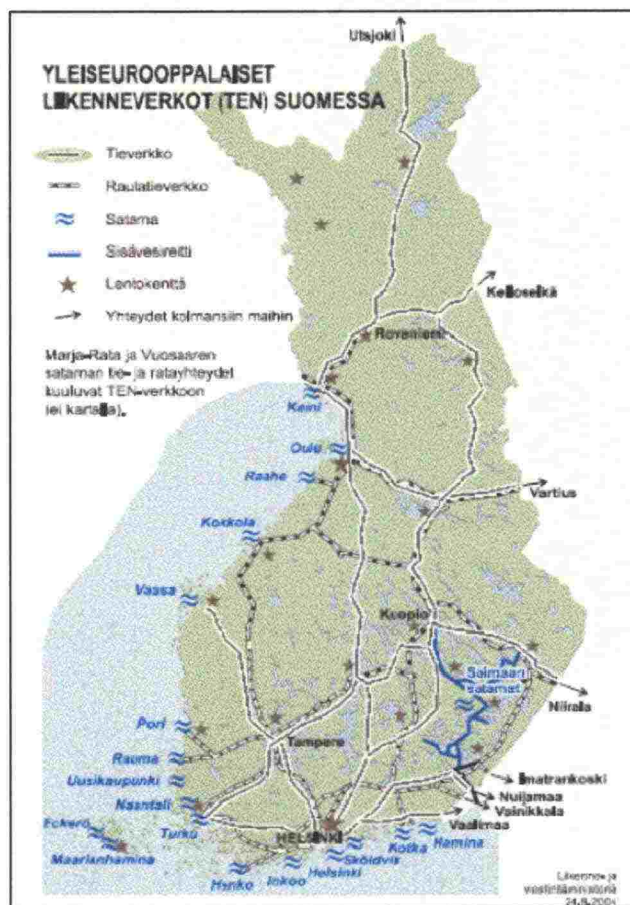 YLEISEUROOPPALAISET
LIIKENNEVERKOT (TEN) SUOMESSA
Tieverkko
Rautatieverkko
Satama
Sisävesireitti
Lentokenttä
Yhteydet kolmansiin maihin
Marja-Rata ja Vuosaaren
sataman tie- ja ratayhteydet
kuuluvat TEN-verkkoon
(ei kartalla).
Utsjoki
Kelloselkä
Rovaniemi
Kemi
Oulu
Raahe
Vartius
Kokkola
Vaasa
Kuopio
Saimaan
satamat
Niirala
Pori
Tampere
Rauma
Imatrankoski
Uusikaupunki
Nuijamaa
Vainikkala
Naantali
Vaalimaa
Turku
HELSINKI
Eckerö
Maarianhamina
Hamina
Kotka
Sköldvik
Helsinki
Inkoo
Hanko
Liikenne- ja
viestintäministeriö